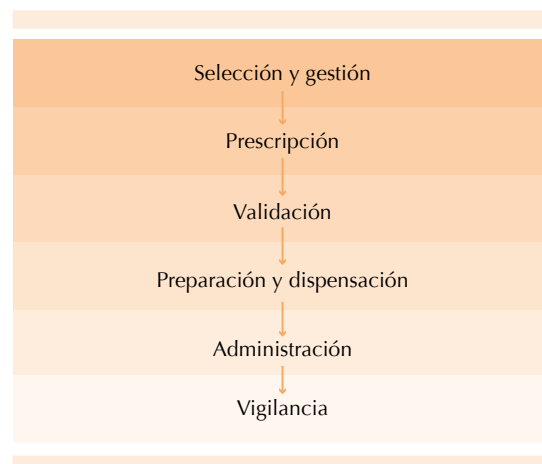 Selección y gestión
Prescripción
Validación
Preparación y dispensación
Administración
Vigilancia